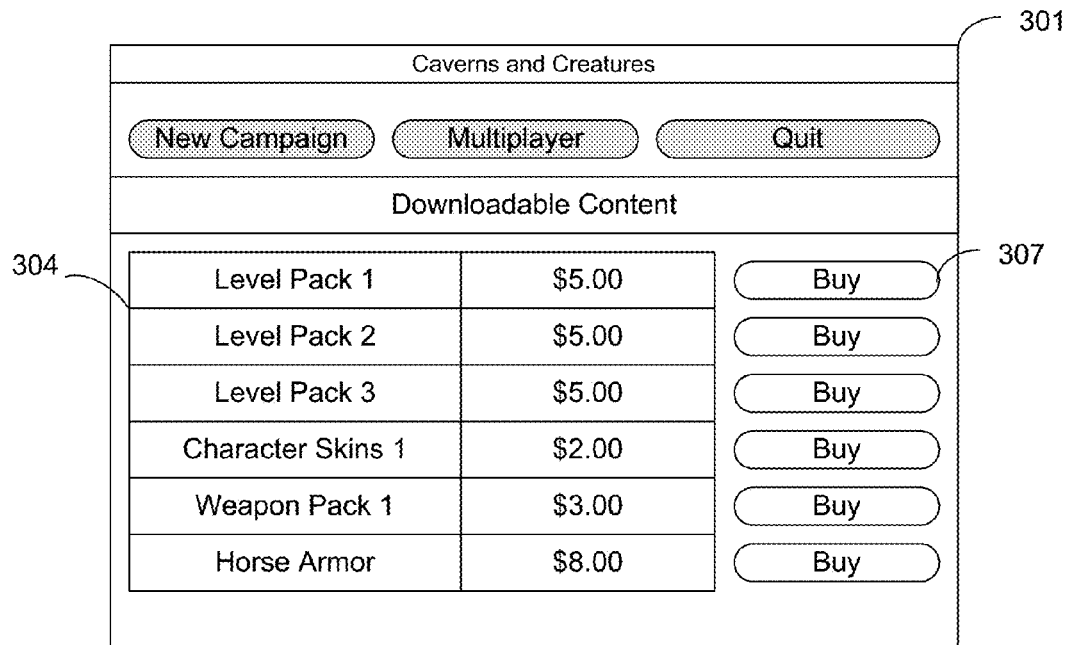 301
Caverns and Creatures
New Campaign Multiplayer Quit
Downloadable Content
304
307
Level Pack 1 $5.00 Buy
Level Pack 2 $5.00 Buy
Level Pack 3 $5.00 Buy
Character Skins 1 $2.00 Buy
Weapon Pack 1 $3.00 Buy
Horse Armor $8.00 Buy